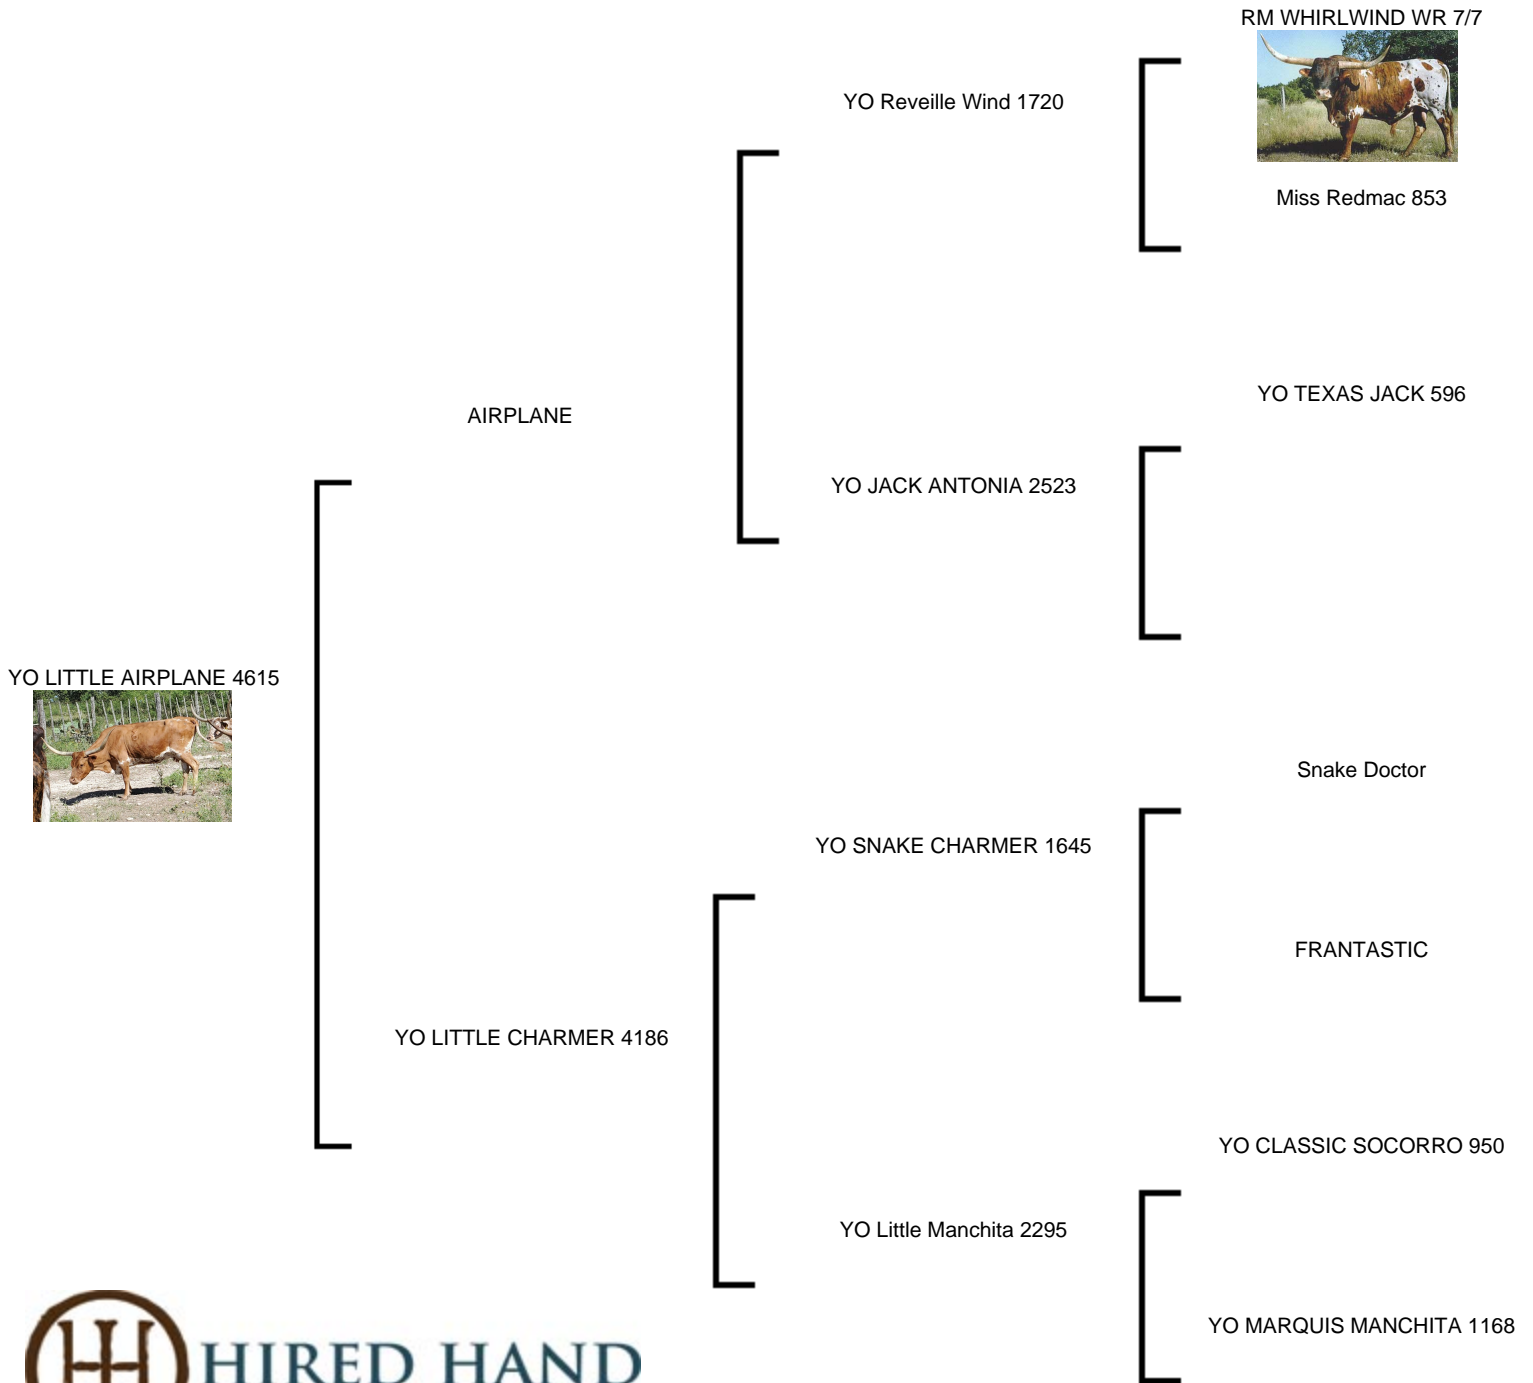 RM WHIRLWIND WR 7/7
YO Reveille Wind 1720
Miss Redmac 853
YO TEXAS JACK 596
AIRPLANE
YO JACK ANTONIA 2523
YO LITTLE AIRPLANE 4615
Snake Doctor
YO SNAKE CHARMER 1645
FRANTASTIC
YO LITTLE CHARMER 4186
YO CLASSIC SOCORRO 950
YO Little Manchita 2295
YO MARQUIS MANCHITA 1168
HH HIRED HAND